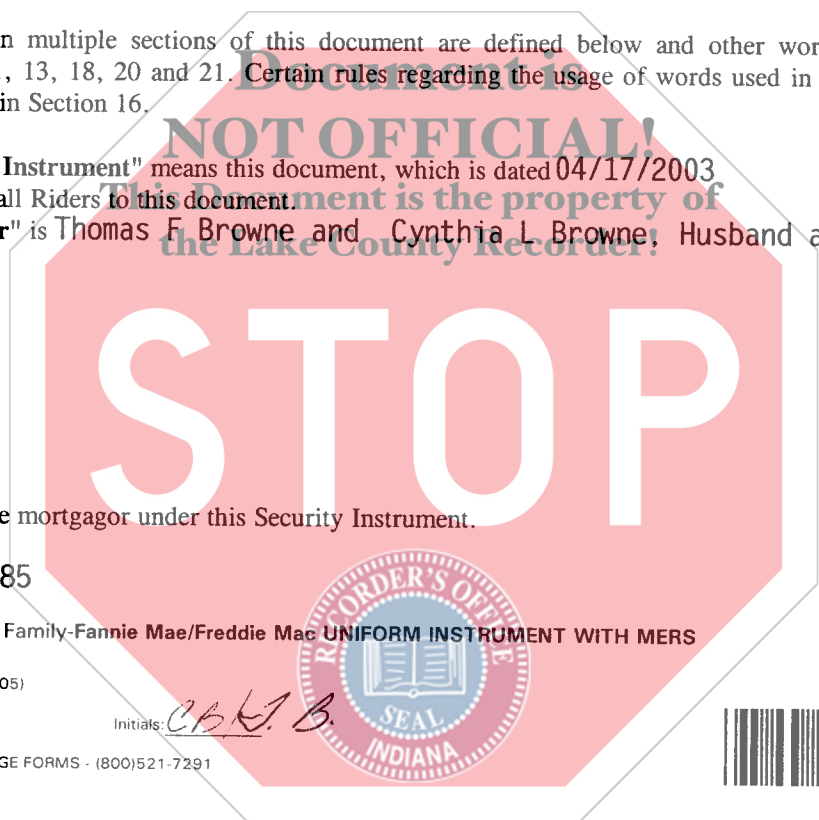 n multiple sections of this document are defined below and other wor
, 13, 18, 20 and 21. Certain rules regarding the usage of words used in
in Section 16.
Document is
NOT OFFICIAL!
Instrument" means this document, which is dated 04/17/2003
all Riders to this document.
This Document is the property of
r" is Thomas F Browne and Cynthia L Browne, Husband a
the Lake County Recorder!
STOP
e mortgagor under this Security Instrument.
85
Family-Fannie Mae/Freddie Mac UNIFORM INSTRUMENT WITH MERS
05)
Initials: CB
GE FORMS - (800)521-7291
RECORDER'S OFFICE
SEAL
INDIANA